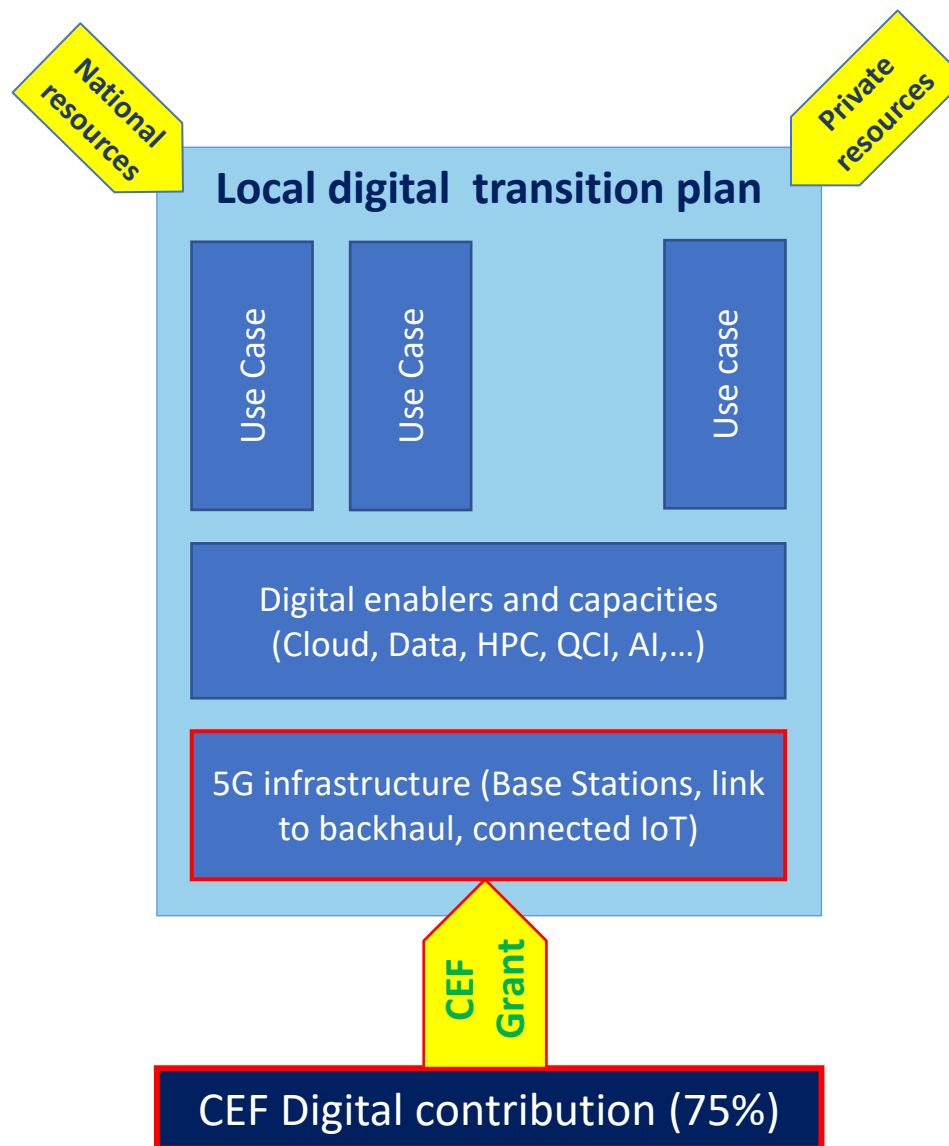 National
resources
Private
resources
Local digital  transition plan
Use Case
Use Case
Use case
Digital enablers and capacities
(Cloud, Data, HPC, QCI, AI,...)
5G infrastructure (Base Stations, link
to backhaul, connected IoT)
CEF
Grant
CEF Digital contribution (75%)